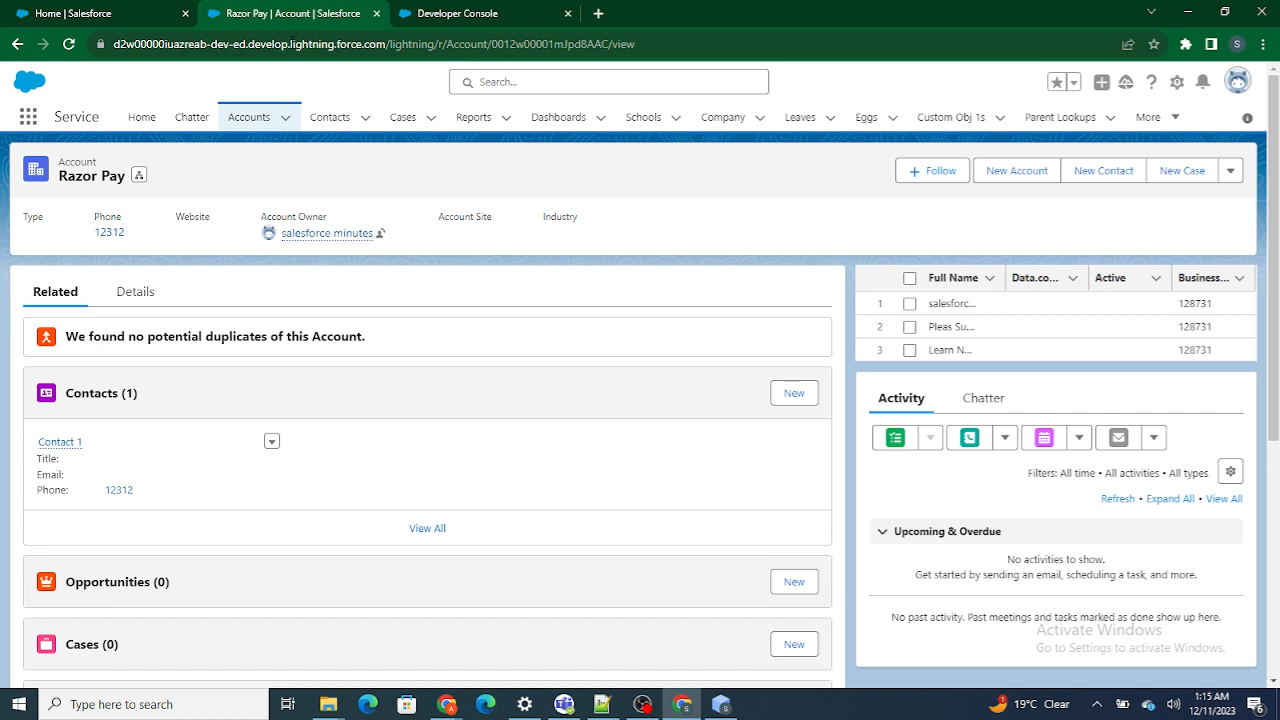 Home | Salesforce
Razor Pay | Account | Salesforce
Developer Console
d2w00000iuazreab-dev-ed.develop.lightning.force.com/lightning/r/Account/0012w00001mJpd8AAC/view
S
Search...
Service
Home
Chatter
Accounts
Contacts
Cases
Reports
Dashboards
Schools
Company
Leaves
Eggs
Custom Obj 1s
Parent Lookups
More
Account
Razor Pay
Follow
New Account
New Contact
New Case
Type
Phone
Website
Account Owner
Account Site
Industry
12312
salesforce minutes
Related
Details
We found no potential duplicates of this Account.
Contacts (1)
New
Contact 1
Title:
Email:
Phone: 12312
View All
Opportunities (0)
New
Cases (0)
New
Full Name Data.co... Active Business...
1 salesforc... 128731
2 Pleas Su... 128731
3 Learn N... 128731
Activity
Chatter
Filters: All time • All activities • All types
Refresh • Expand All • View All
Upcoming & Overdue
No activities to show.
Get started by sending an email, scheduling a task, and more.
No past activity. Past meetings and tasks marked as done show up here.
Activate Windows
Go to Settings to activate Windows.
Type here to search
19°C Clear
1:15 AM
12/11/2023
6